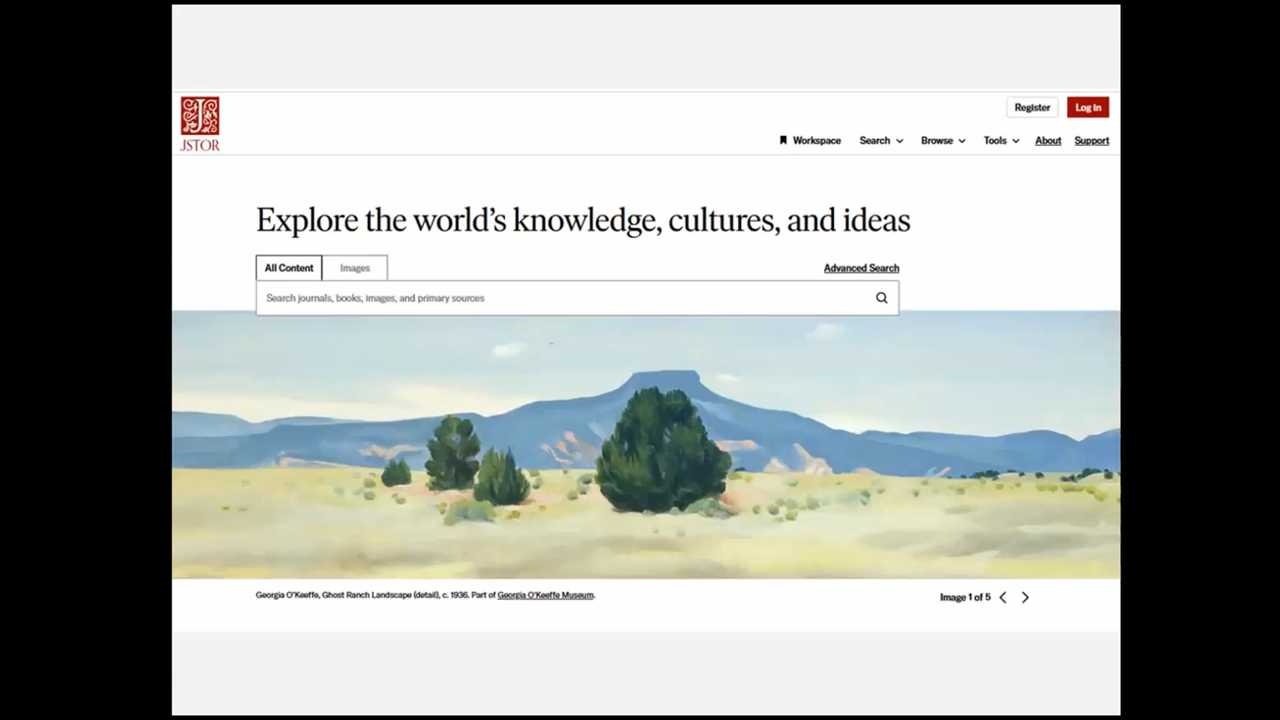 JSTOR
Register Log in
Workspace Search Browse Tools About Support
Explore the world's knowledge, cultures, and ideas
All Content Images Advanced Search
Search journals, books, images, and primary sources
Georgia O'Keeffe, Ghost Ranch Landscape (detail), c. 1936. Part of Georgia O'Keeffe Museum.
Image 1 of 5